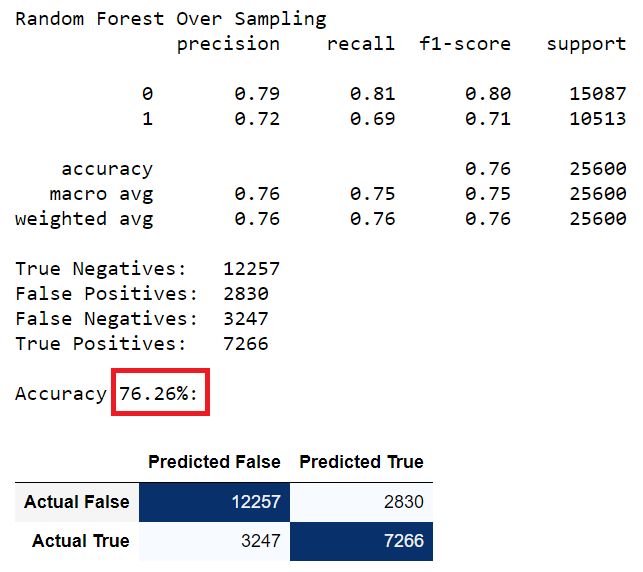 Random Forest Over Sampling
precision recall f1-score support
0 0.79 0.81 0.80 15087
1 0.72 0.69 0.71 10513
accuracy 0.76 25600
macro avg 0.76 0.75 0.75 25600
weighted avg 0.76 0.76 0.76 25600
True Negatives: 12257
False Positives: 2830
False Negatives: 3247
True Positives: 7266
Accuracy 76.26%:
Predicted False Predicted True
Actual False 12257 2830
Actual True 3247 7266